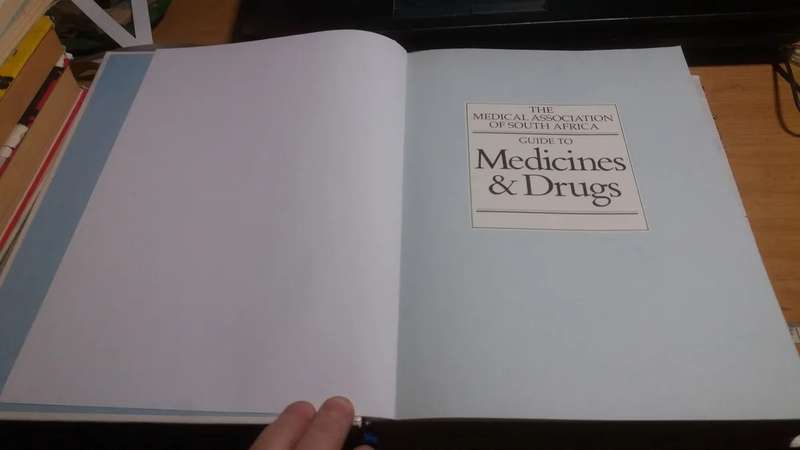 THE
MEDICAL ASSOCIATION
OF SOUTH AFRICA
GUIDE TO
Medicines
& Drugs